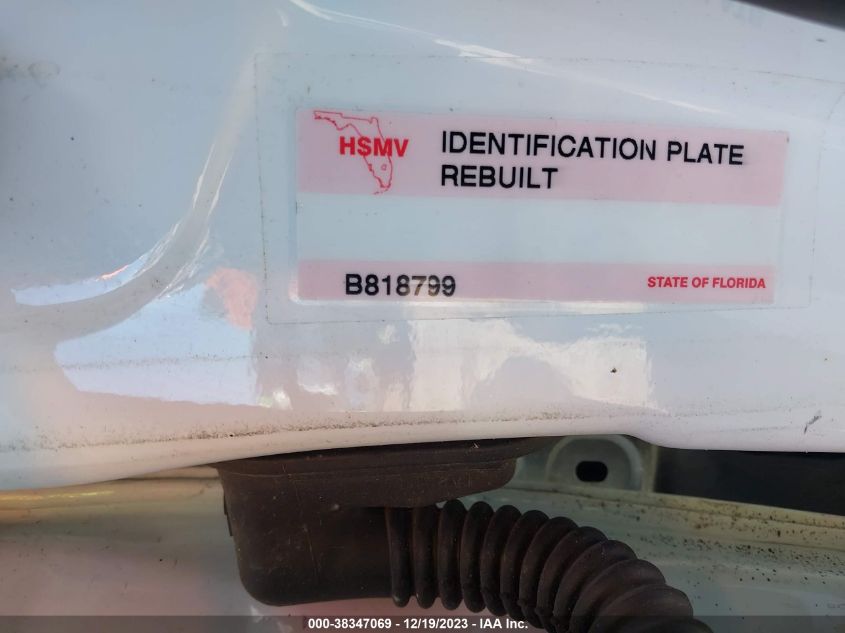 HSMV
IDENTIFICATION PLATE
REBUILT
B818799
STATE OF FLORIDA
000-38347069 - 12/19/2023 - IAA Inc.